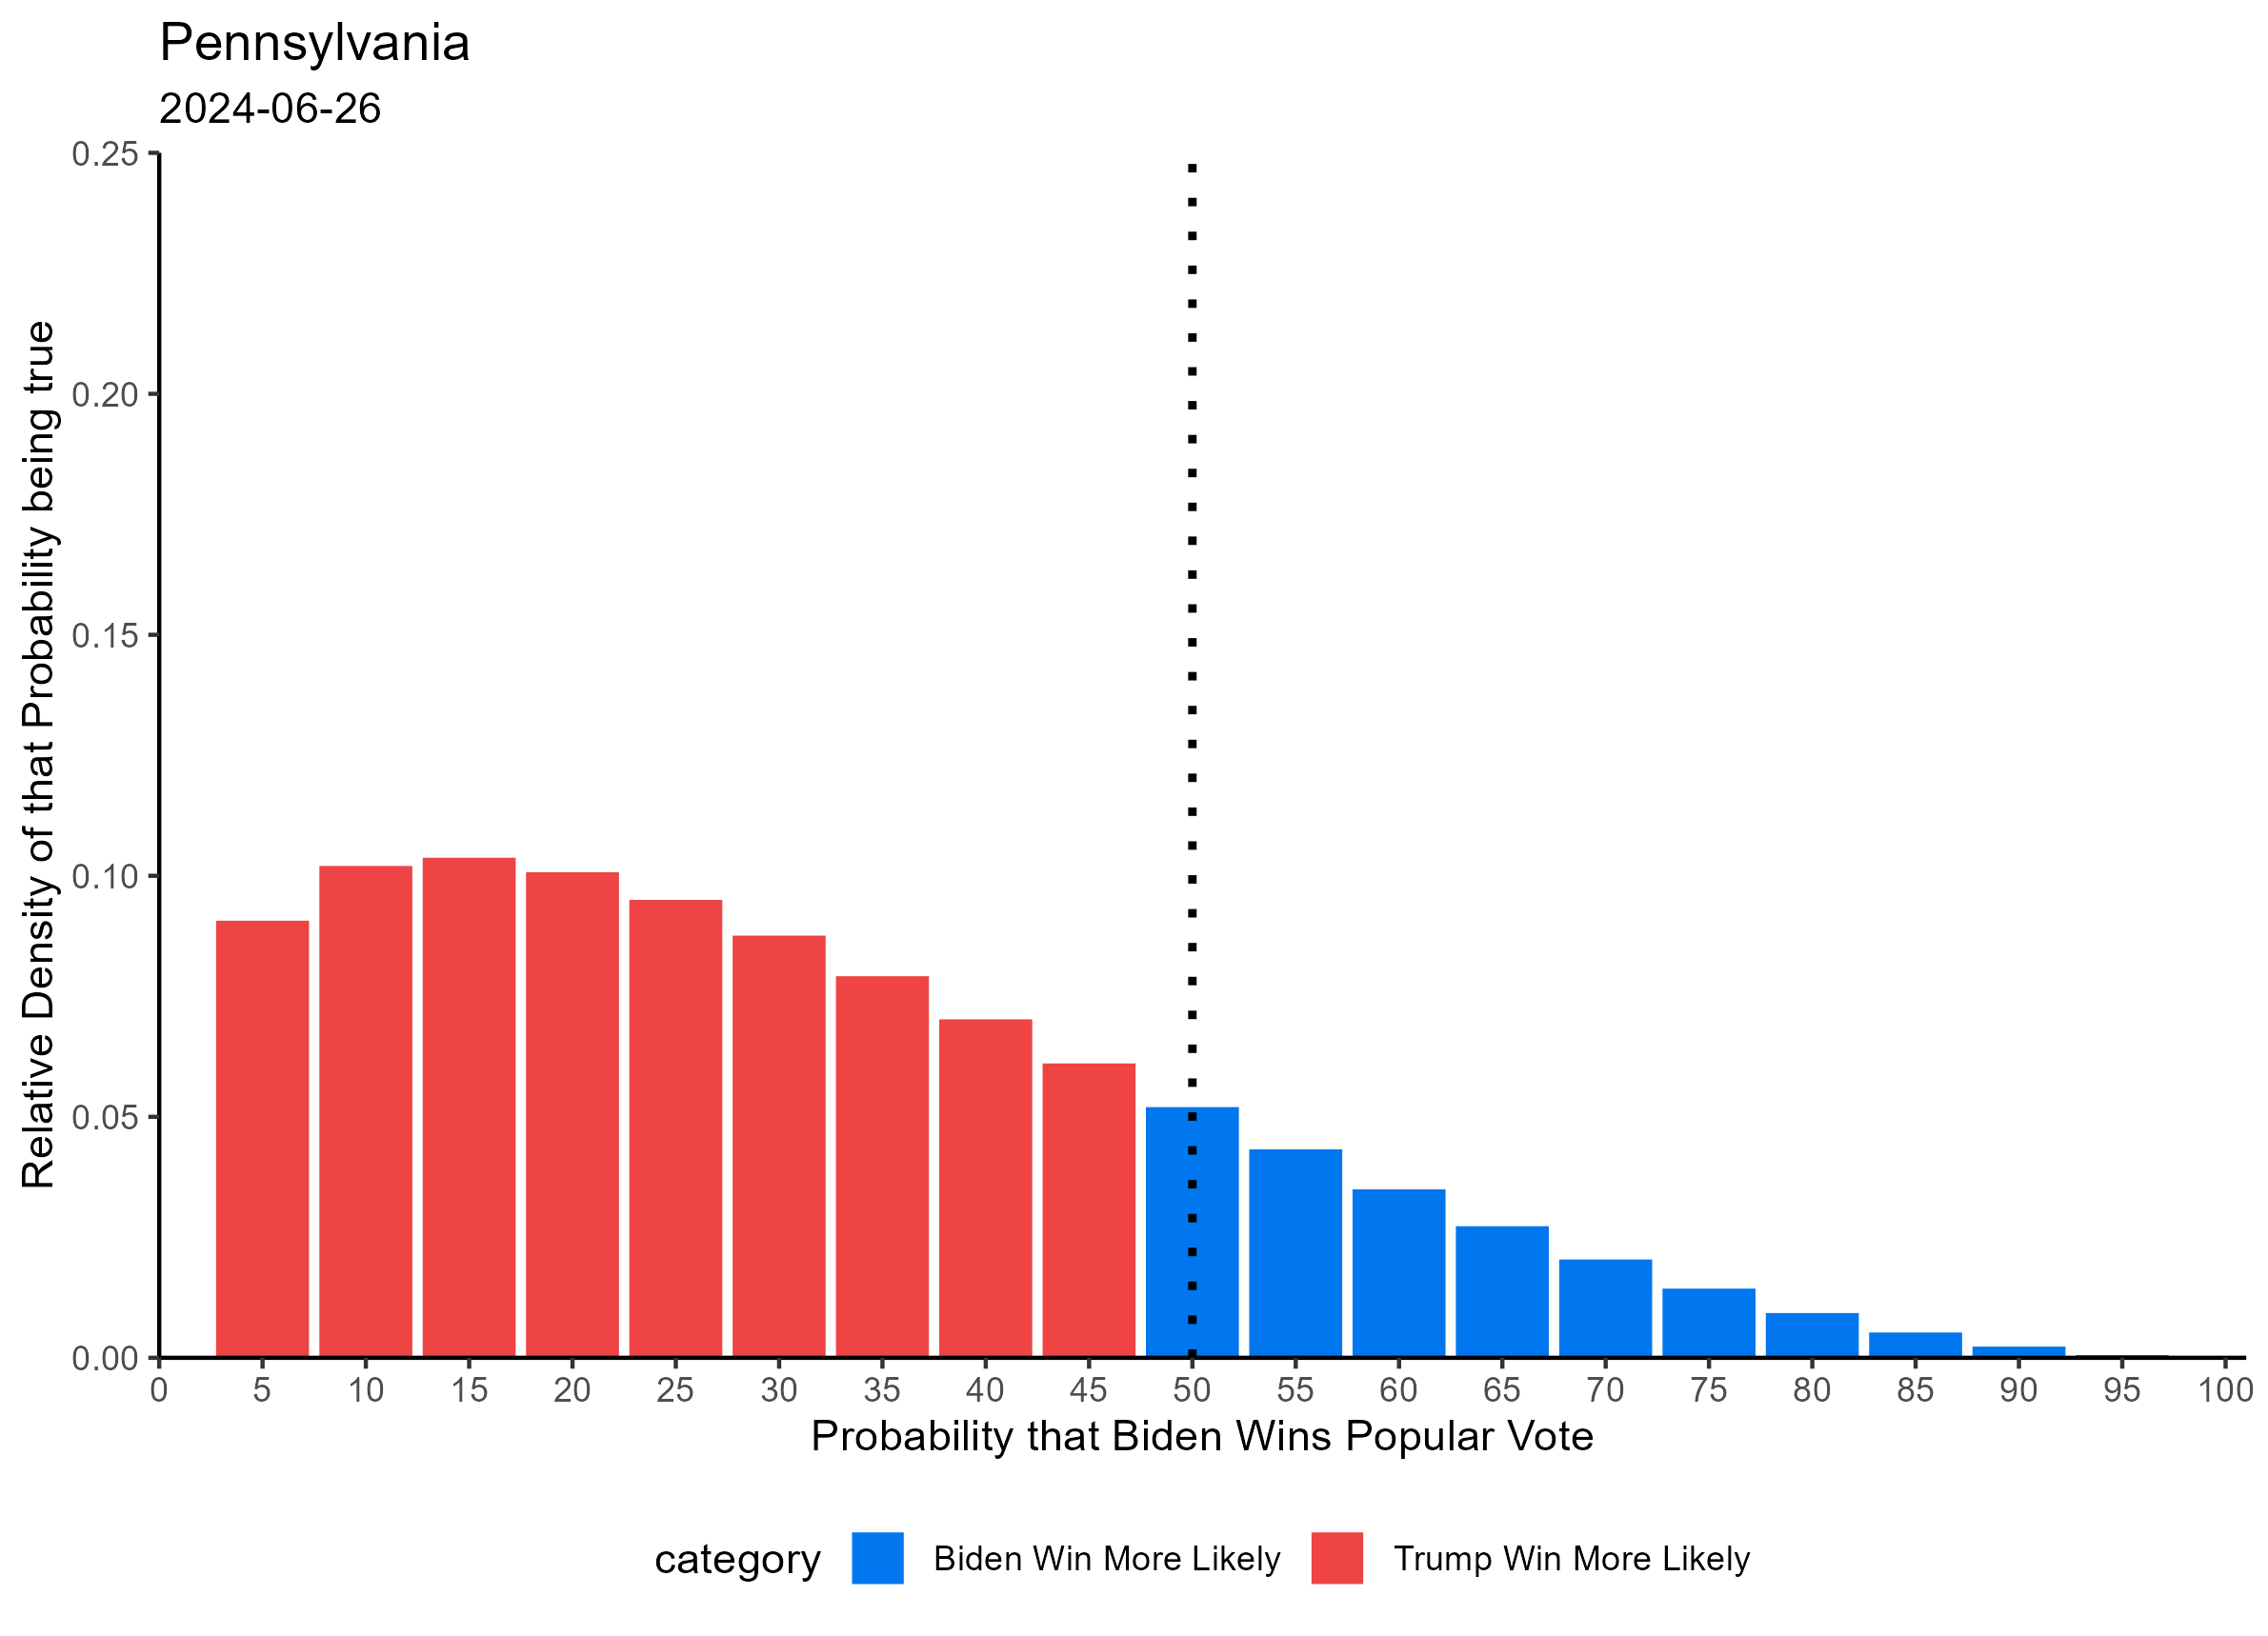 Pennsylvania
2024-06-26
Relative Density of that Probability being true
0.25
0.20
0.15
0.10
0.05
0.00
0 5 10 15 20 25 30 35 40 45 50 55 60 65 70 75 80 85 90 95 100
Probability that Biden Wins Popular Vote
category Biden Win More Likely Trump Win More Likely